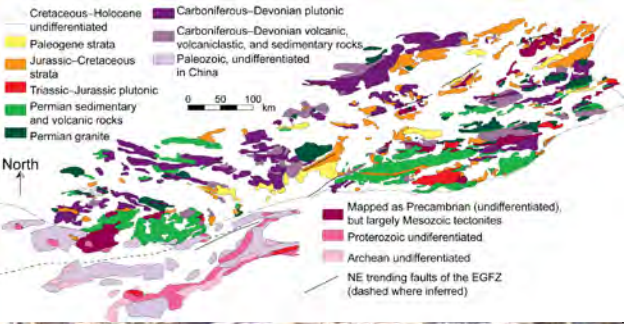 Cretaceous–Holocene
undifferentiated
Paleogene strata
Jurassic–Cretaceous
strata
Triassic–Jurassic plutonic
Permian sedimentary
and volcanic rocks
Permian granite
Carboniferous–Devonian plutonic
Carboniferous–Devonian volcanic,
volcaniclastic, and sedimentary rocks
Paleozoic, undifferentiated
in China
0 50 100
km
North
Mapped as Precambrian (undifferentiated),
but largely Mesozoic tectonites
Proterozoic undifferentiated
Archean undifferentiated
NE trending faults of the EGFZ
(dashed where inferred)